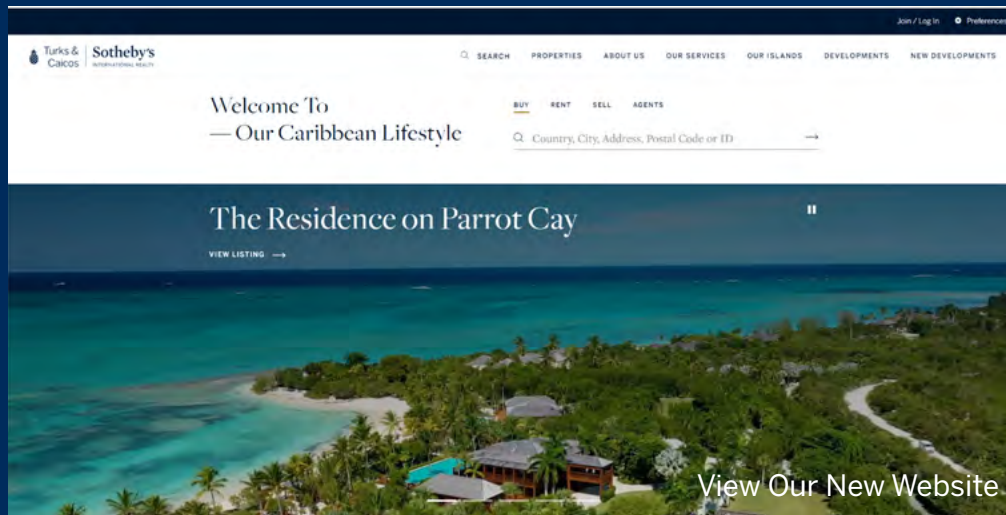 Join / Log In Preferences
Turks & Caicos Sotheby's INTERNATIONAL REALTY
SEARCH PROPERTIES ABOUT US OUR SERVICES OUR ISLANDS DEVELOPMENTS NEW DEVELOPMENTS
Welcome To
— Our Caribbean Lifestyle
BUY RENT SELL AGENTS
Country, City, Address, Postal Code or ID
The Residence on Parrot Cay
VIEW LISTING
View Our New Website